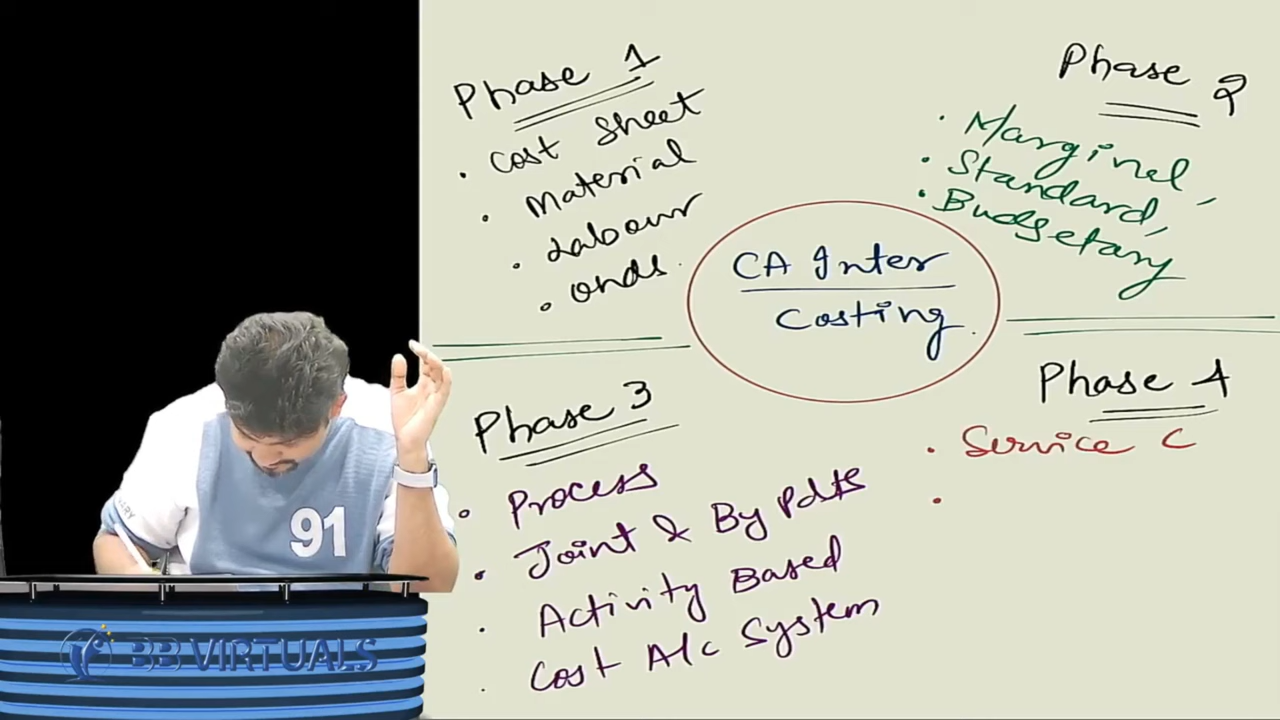 Phase 1
• Cost Sheet
• Material
• Labour
• OHDs.
Phase 2
• Marginal,
• Standard,
• Budgetary
CA Inter
Costing.
Phase 3
• Process
• Joint & By Pdts
• Activity Based
• Cost A/c System
Phase 4
• Service C
•
91
BB VIRTUALS